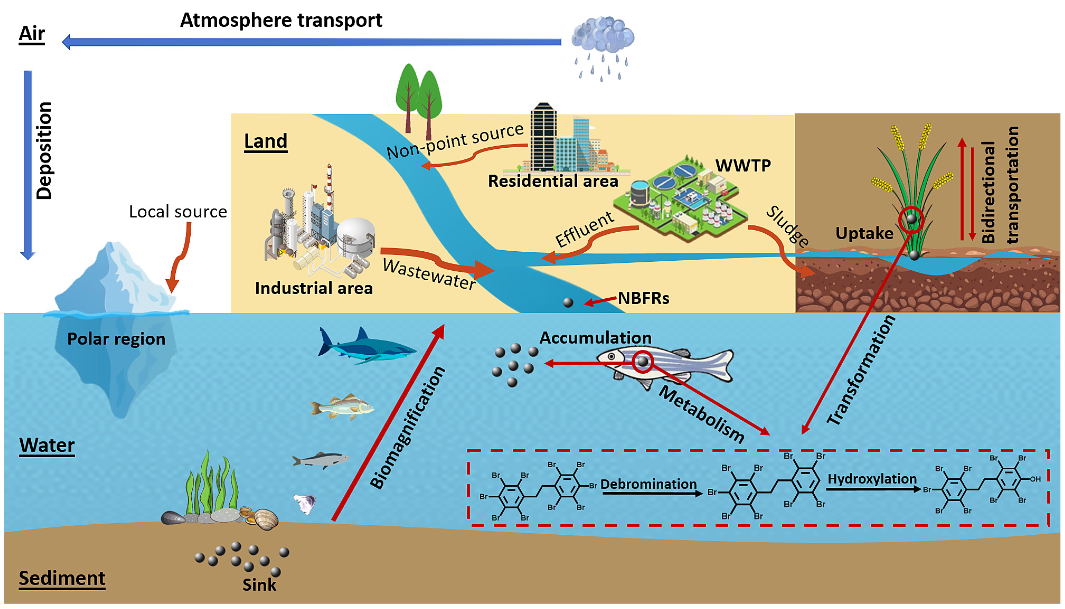 Atmosphere transport
Air
Deposition
Land
Non-point source
Residential area
WWTP
Local source
Industrial area
Wastewater
Effluent
Sludge
Uptake
Bidirectional
transportation
NBFRs
Polar region
Accumulation
Metabolism
Transformation
Biomagnification
Water
Br
Br
Br
Br
Br
Br
Br
Br
Br
Br
Debromination
Br
Br
Br
Br
Br
Br
Br
Br
Br
Hydroxylation
Br
Br
Br
Br
Br
Br
Br
Br
Br
OH
Sink
Sediment